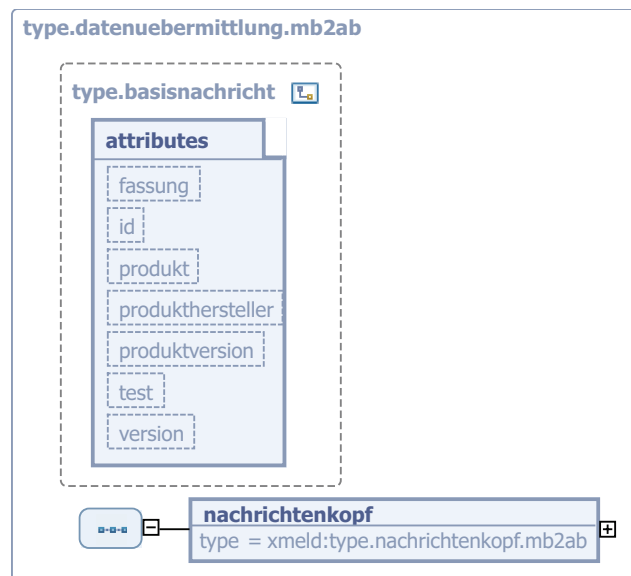 type.datenuebermittlung.mb2ab
type.basisnachricht
attributes
fassung
id
produkt
produkthersteller
produktversion
test
version
nachrichtenkopf
type = xmeld:type.nachrichtenkopf.mb2ab